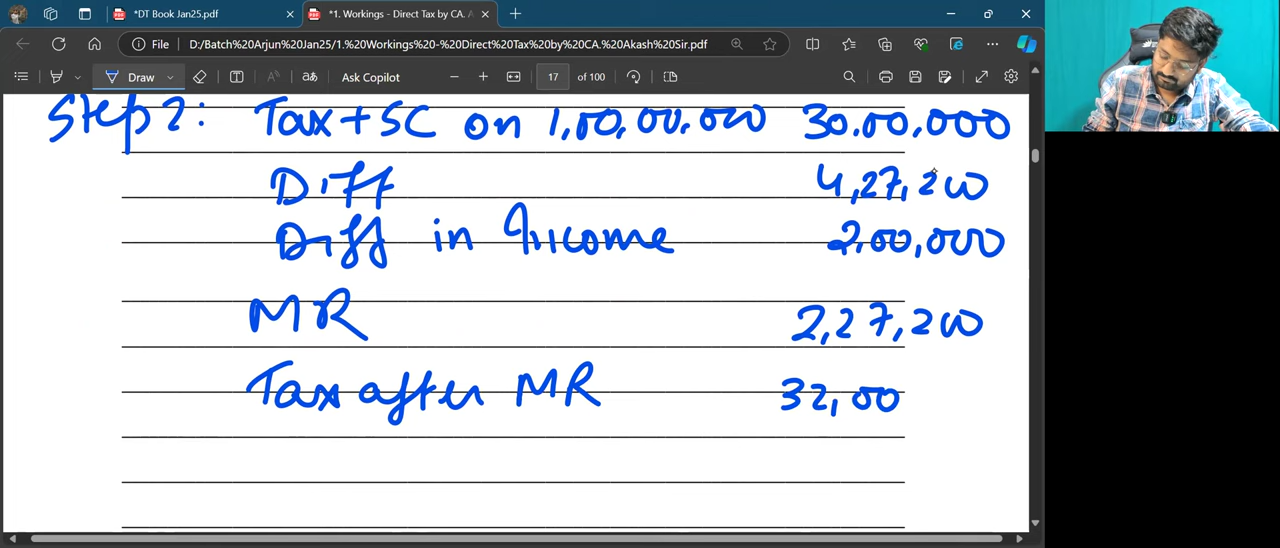 *DT Book Jan25.pdf
*1. Workings - Direct Tax by CA. A
File
D:/Batch%20Arjun%20Jan25/1.%20Workings%20-%20Direct%20Tax%20by%20CA.%20Akash%20Sir.pdf
Draw
aあ
Ask Copilot
17 of 100
Step 2: Tax + SC on 1,00,00,000 30,00,000
Diff 4,27,200
Diff in Income 2,00,000
MR 2,27,200
Tax after MR 32,00